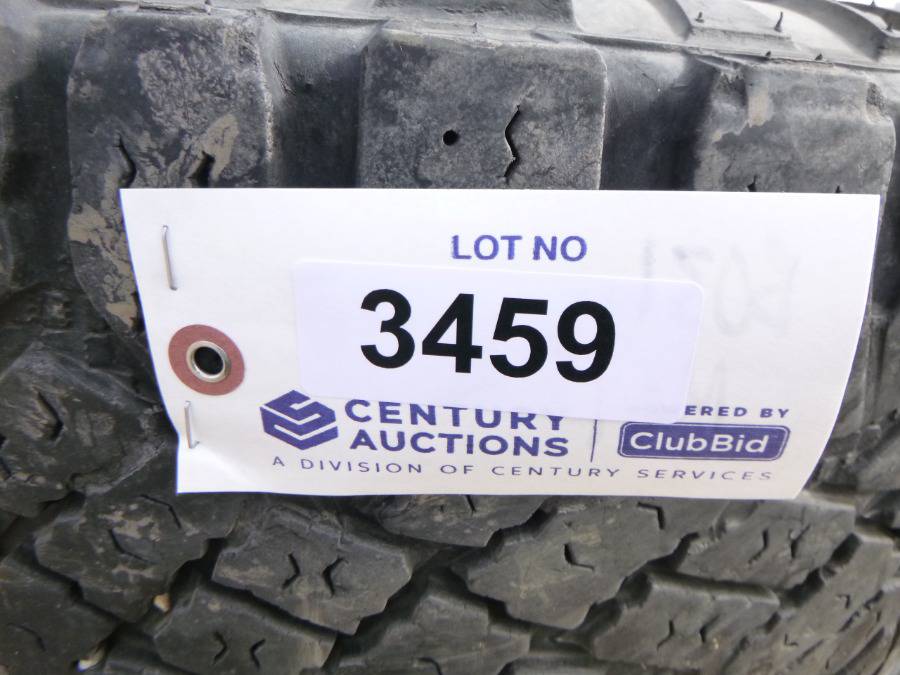 LOT NO
3459
CENTURY
AUCTIONS
ERED BY
ClubBid
A DIVISION OF CENTURY SERVICES